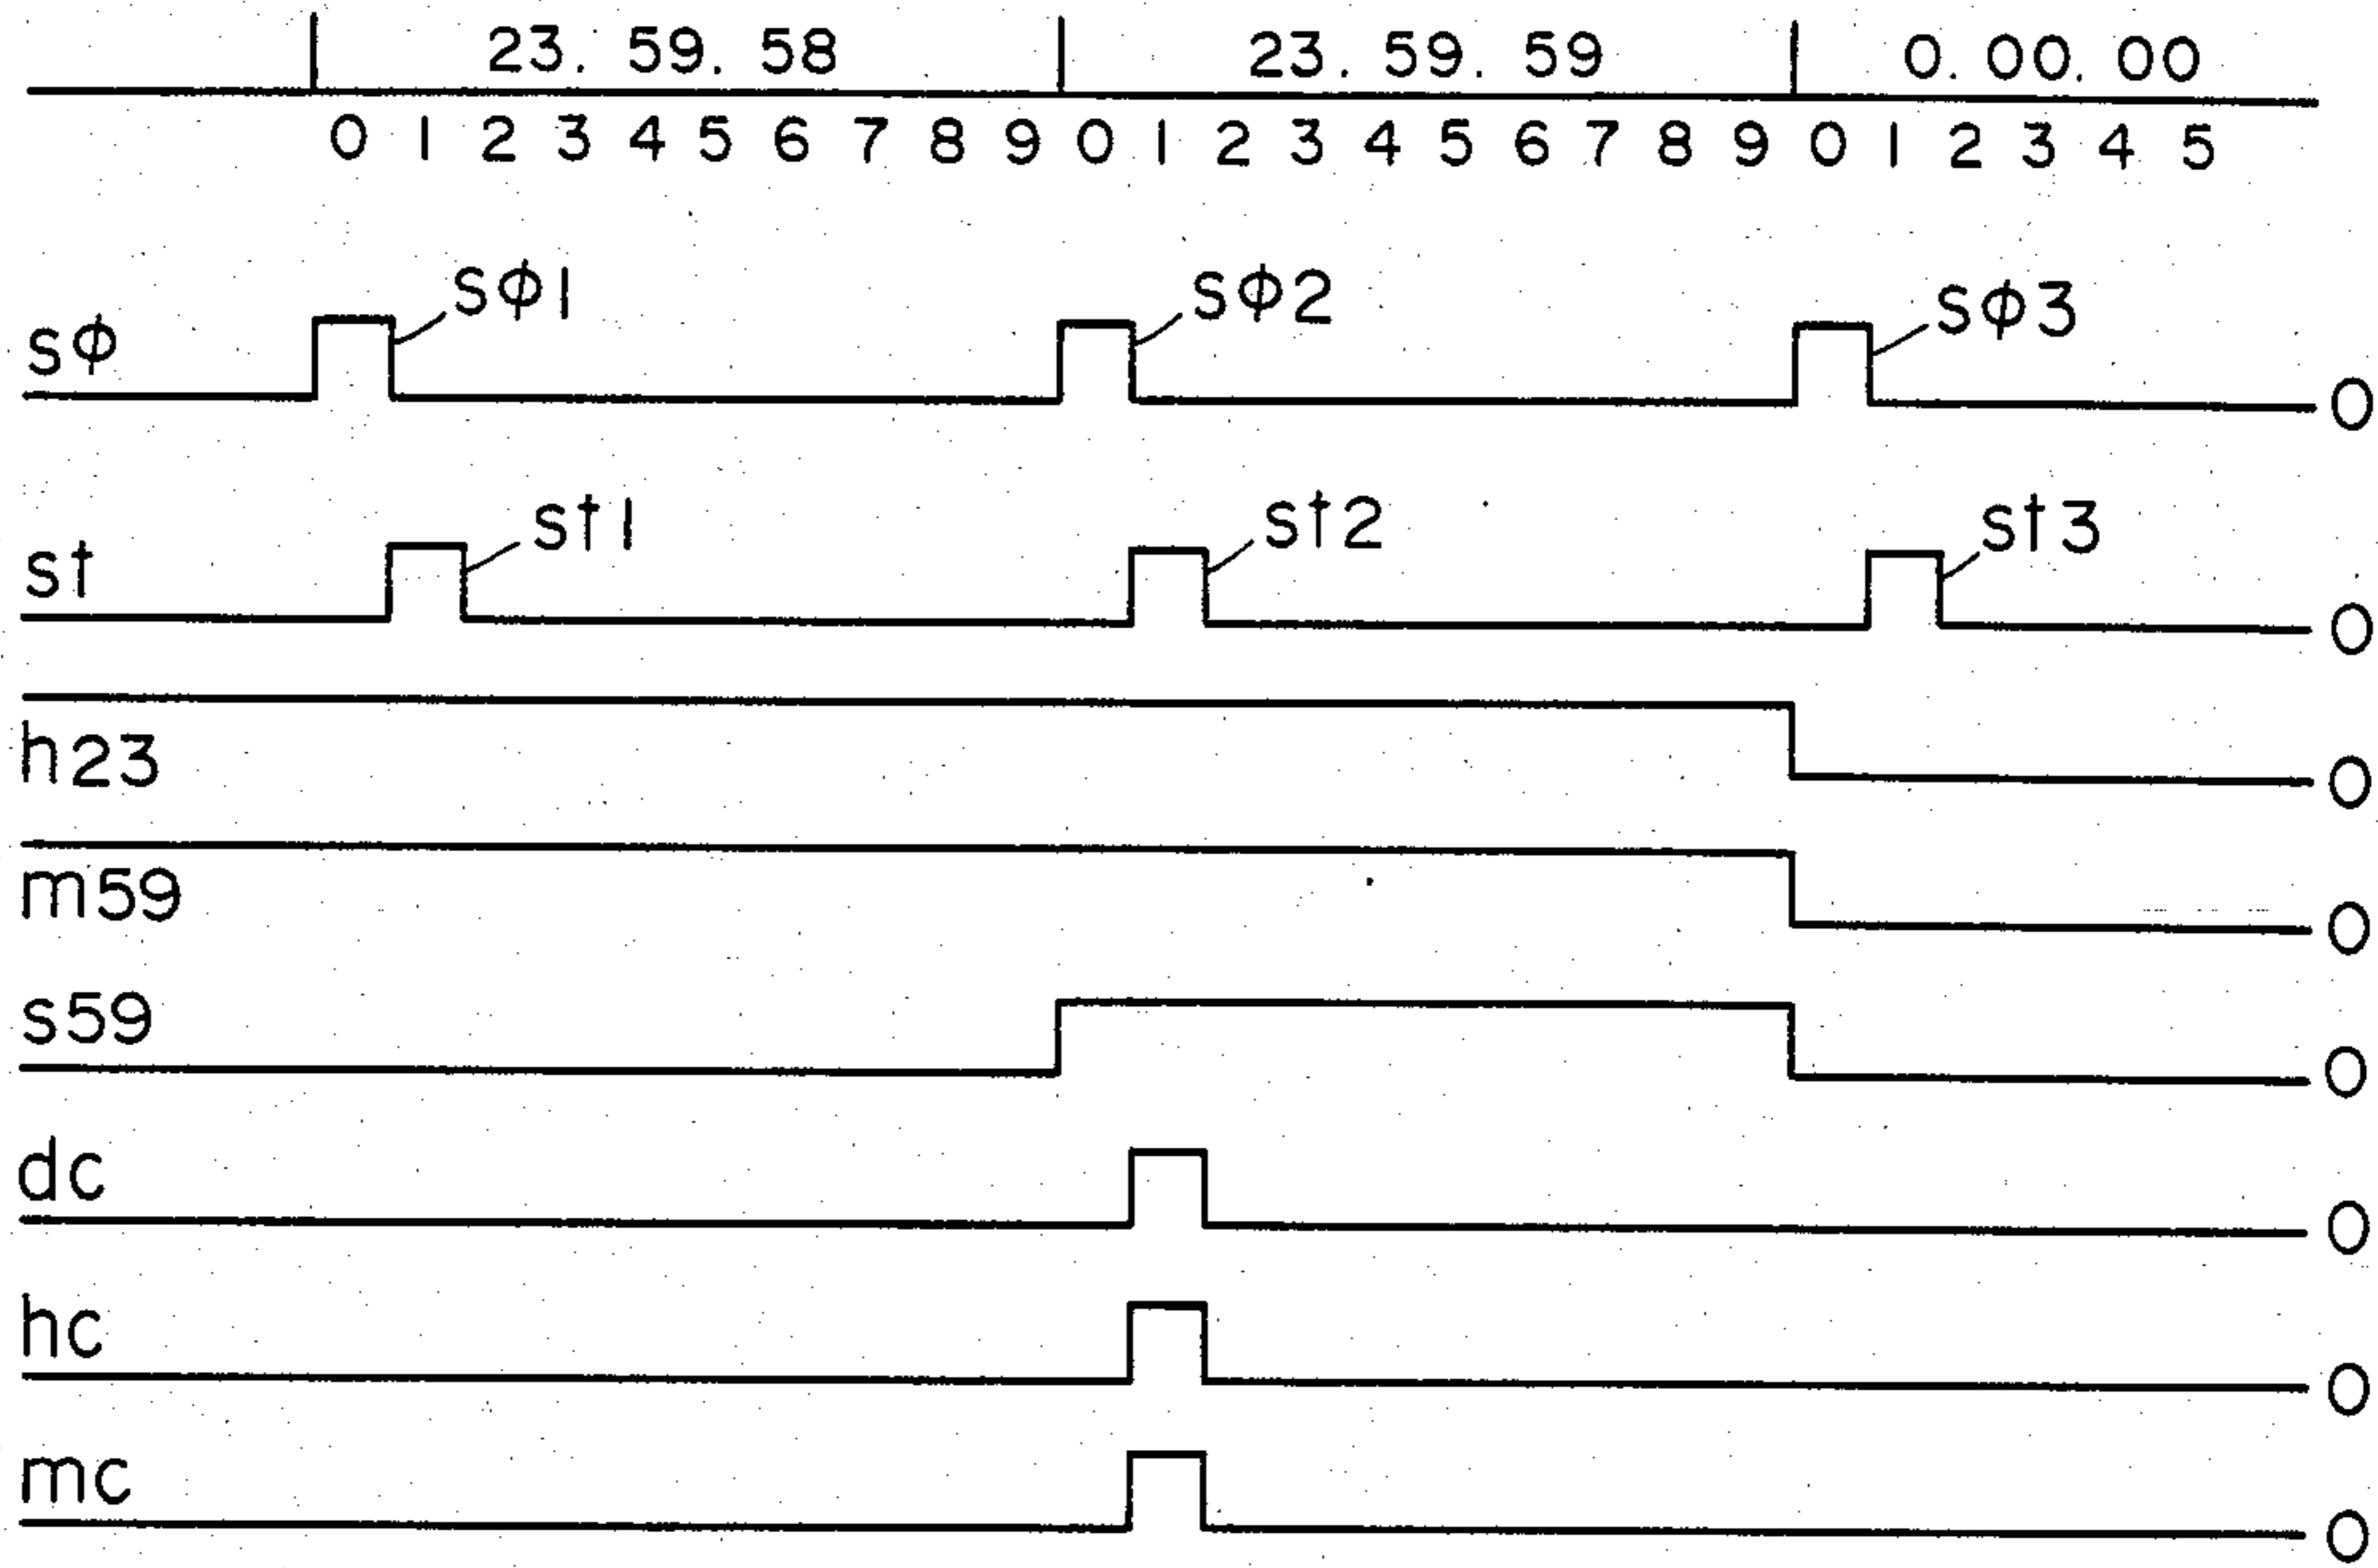 23. 59. 58 23. 59. 59 0. 00. 00
0 1 2 3 4 5 6 7 8 9 0 1 2 3 4 5 6 7 8 9 0 1 2 3 4 5
sϕ1 sϕ2 sϕ3
sϕ 0
st1 st2 st3
st 0
h23 0
m59 0
s59 0
dc 0
hc 0
mc 0